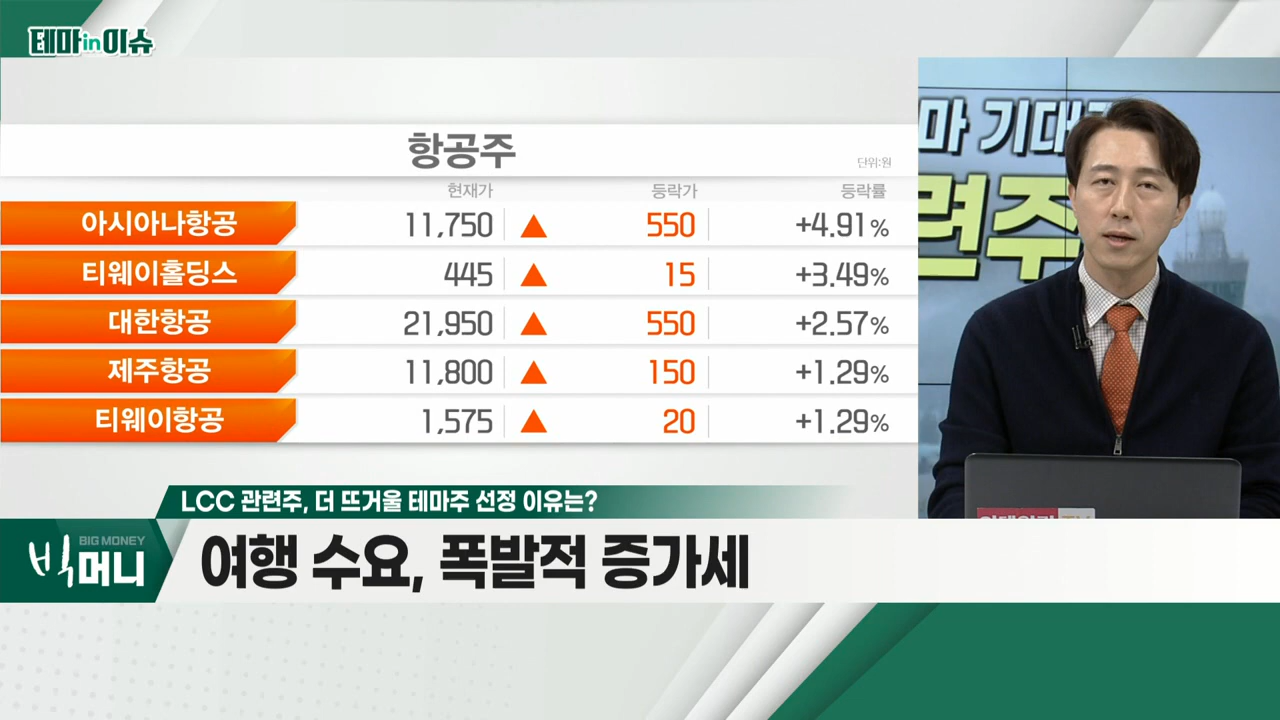 테마in이슈
항공주
단위:원
현재가 등락가 등락률
아시아나항공 11,750 ▲ 550 +4.91%
티웨이홀딩스 445 ▲ 15 +3.49%
대한항공 21,950 ▲ 550 +2.57%
제주항공 11,800 ▲ 150 +1.29%
티웨이항공 1,575 ▲ 20 +1.29%
마 기대
련주
LCC 관련주, 더 뜨거울 테마주 선정 이유는?
BIG MONEY
빅머니
여행 수요, 폭발적 증가세